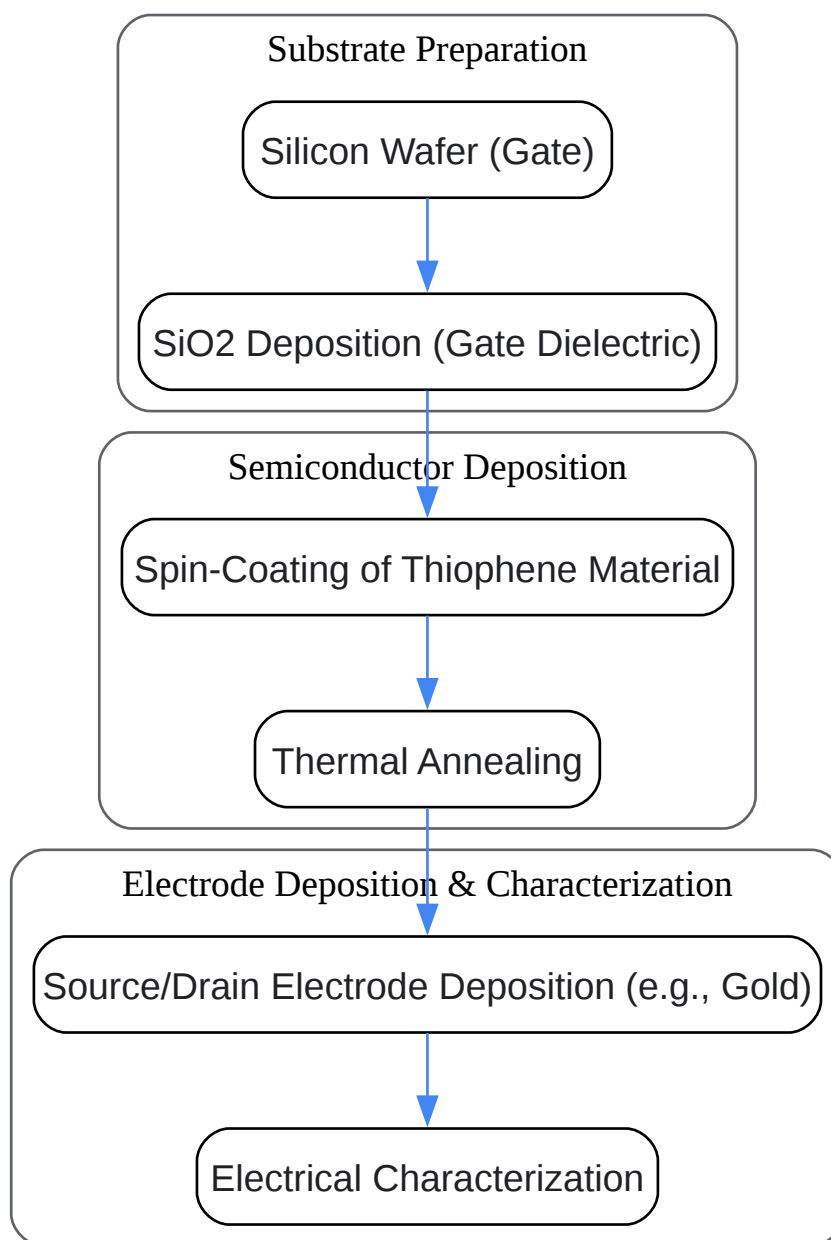 Substrate Preparation
Silicon Wafer (Gate)
SiO2 Deposition (Gate Dielectric)
Semiconductor Deposition
Spin-Coating of Thiophene Material
Thermal Annealing
Electrode Deposition & Characterization
Source/Drain Electrode Deposition (e.g., Gold)
Electrical Characterization